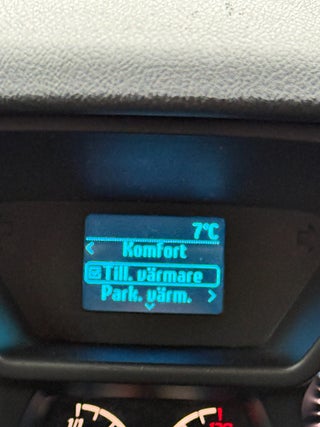 7°C
Komfort
Till. värmare
Park. värm.